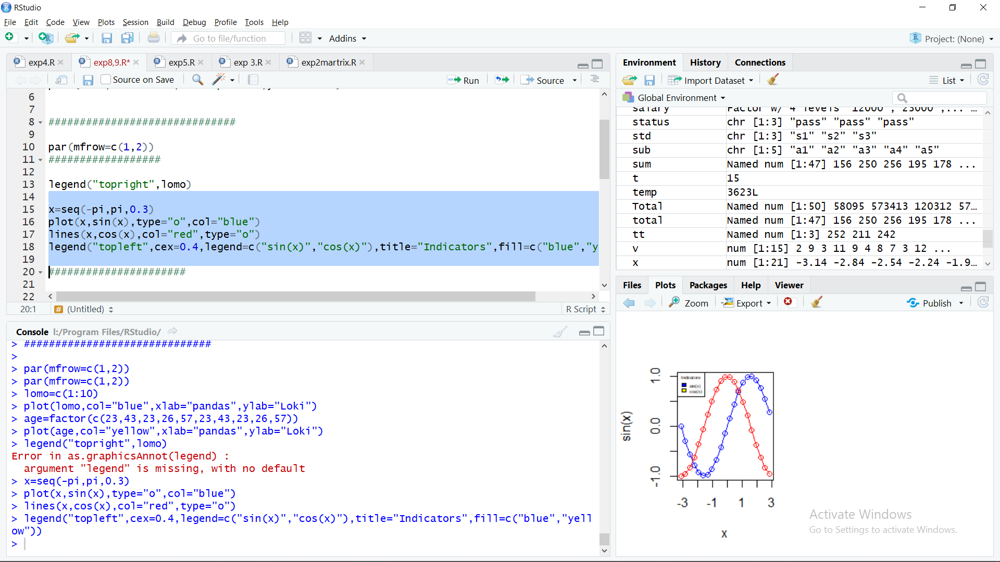 RStudio
File Edit Code View Plots Session Build Debug Profile Tools Help
Go to file/function Addins Project: (None)
exp4.R exp8,9.R* exp5.R exp 3.R exp2martrix.R
Source on Save Run Source
6
7
8 ##############################
9
10 par(mfrow=c(1,2))
11 ##################
12
13 legend("topright",lomo)
14
15 x=seq(-pi,pi,0.3)
16 plot(x,sin(x),type="o",col="blue")
17 lines(x,cos(x),col="red",type="o")
18 legend("topleft",cex=0.4,legend=c("sin(x)","cos(x)"),title="Indicators",fill=c("blue","y
19
20 ######################
21
22
20:1 # (Untitled) R Script
Console I:/Program Files/RStudio/
> ##############################
>
> par(mfrow=c(1,2))
> par(mfrow=c(1,2))
> lomo=c(1:10)
> plot(lomo,col="blue",xlab="pandas",ylab="Loki")
> age=factor(c(23,43,23,26,57,23,43,23,26,57))
> plot(age,col="yellow",xlab="pandas",ylab="Loki")
> legend("topright",lomo)
Error in as.graphicsAnnot(legend) :
argument "legend" is missing, with no default
> x=seq(-pi,pi,0.3)
> plot(x,sin(x),type="o",col="blue")
> lines(x,cos(x),col="red",type="o")
> legend("topleft",cex=0.4,legend=c("sin(x)","cos(x)"),title="Indicators",fill=c("blue","yell
ow"))
>
Environment History Connections
Import Dataset List
Global Environment
salary Factor w/ 4 levels "12000","23000",..: ...
status chr [1:3] "pass" "pass" "pass"
std chr [1:3] "s1" "s2" "s3"
sub chr [1:5] "a1" "a2" "a3" "a4" "a5"
sum Named num [1:47] 156 250 256 195 178 ...
t 15
temp 3623L
Total Named num [1:50] 58095 573413 120312 57…
total Named num [1:47] 156 250 256 195 178 ...
tt Named num [1:3] 252 211 242
v num [1:15] 2 9 3 11 9 4 8 7 3 12 ...
x num [1:21] -3.14 -2.84 -2.54 -2.24 -1.9…
Files Plots Packages Help Viewer
Zoom Export Publish
Indicators
sin(x)
cos(x)
sin(x)
1.0
0.0
-1.0
-3 -1 1 3
x
Activate Windows
Go to Settings to activate Windows.